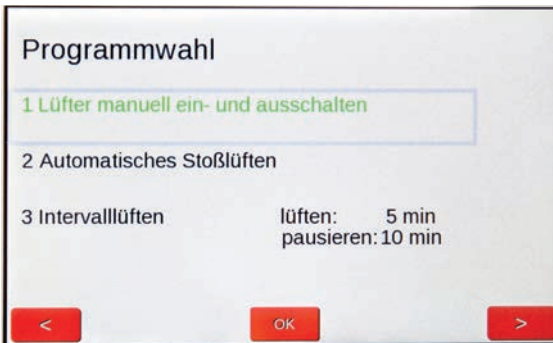 Programmwahl
1 Lüfter manuell ein- und ausschalten
2 Automatisches Stoßlüften
3 Intervalllüften lüften: 5 min
pausieren: 10 min
< OK >